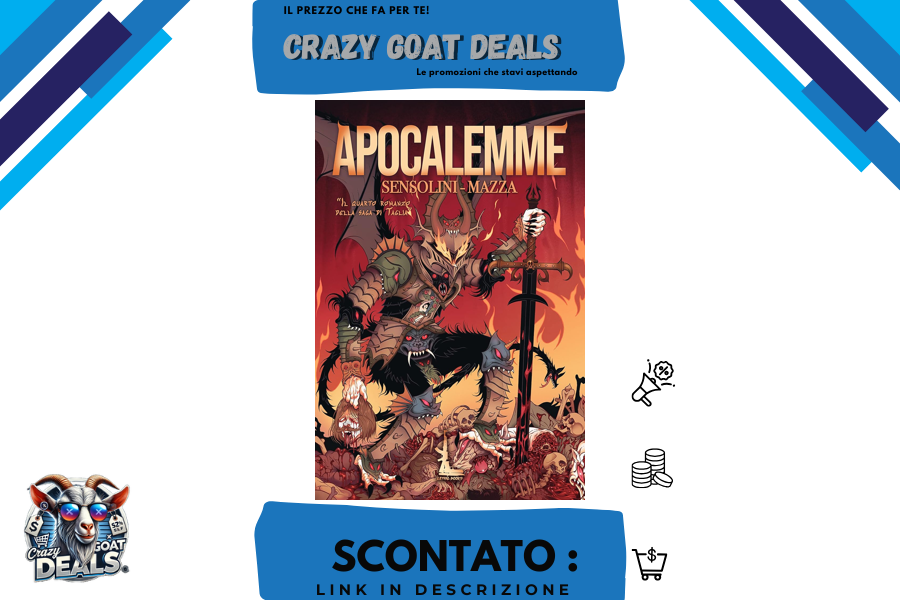 IL PREZZO CHE FA PER TE!
CRAZY GOAT DEALS
Le promozioni che stavi aspettando
APOCALEMME
SENSOLINI - MAZZA
"IL QUARTO ROMANZO
DELLA SAGA DI TAGLIA
SCONTATO :
LINK IN DESCRIZIONE
Crazy
GOAT
DEALS